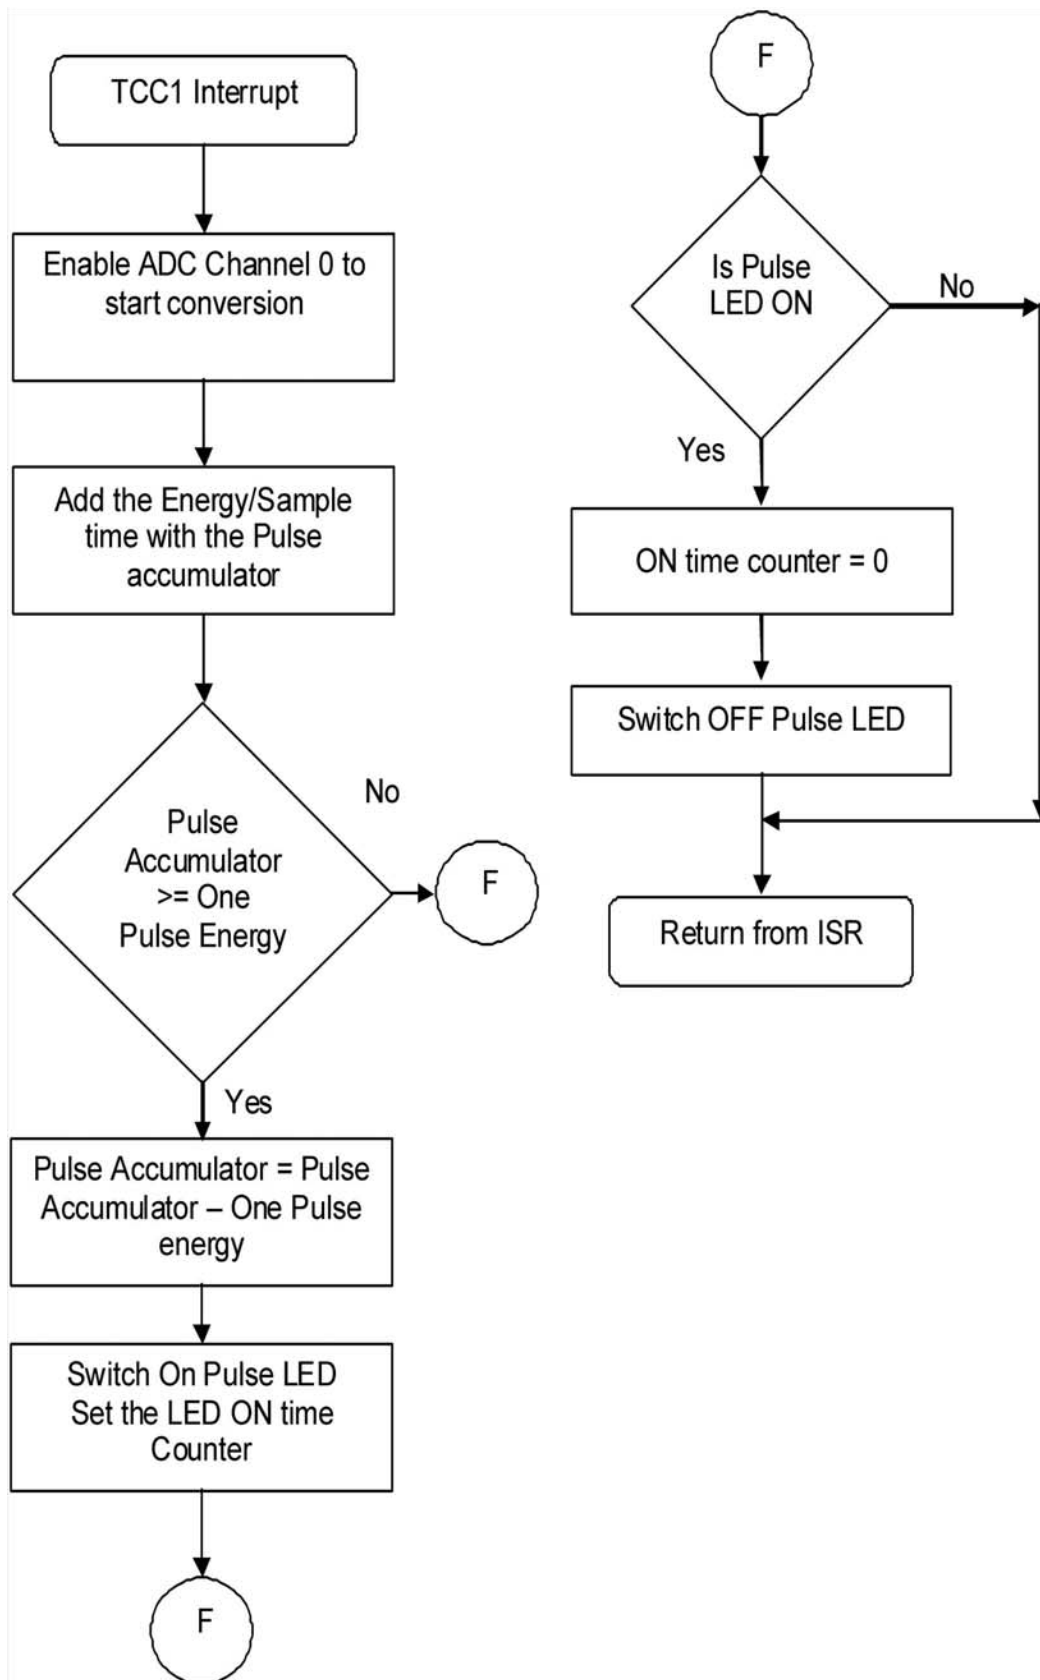 TCC1 Interrupt
Enable ADC Channel 0 to
start conversion
Add the Energy/Sample
time with the Pulse
accumulator
Pulse
Accumulator
>= One
Pulse Energy
No
F
Yes
Pulse Accumulator = Pulse
Accumulator – One Pulse
energy
Switch On Pulse LED
Set the LED ON time
Counter
F
F
Is Pulse
LED ON
No
Yes
ON time counter = 0
Switch OFF Pulse LED
Return from ISR